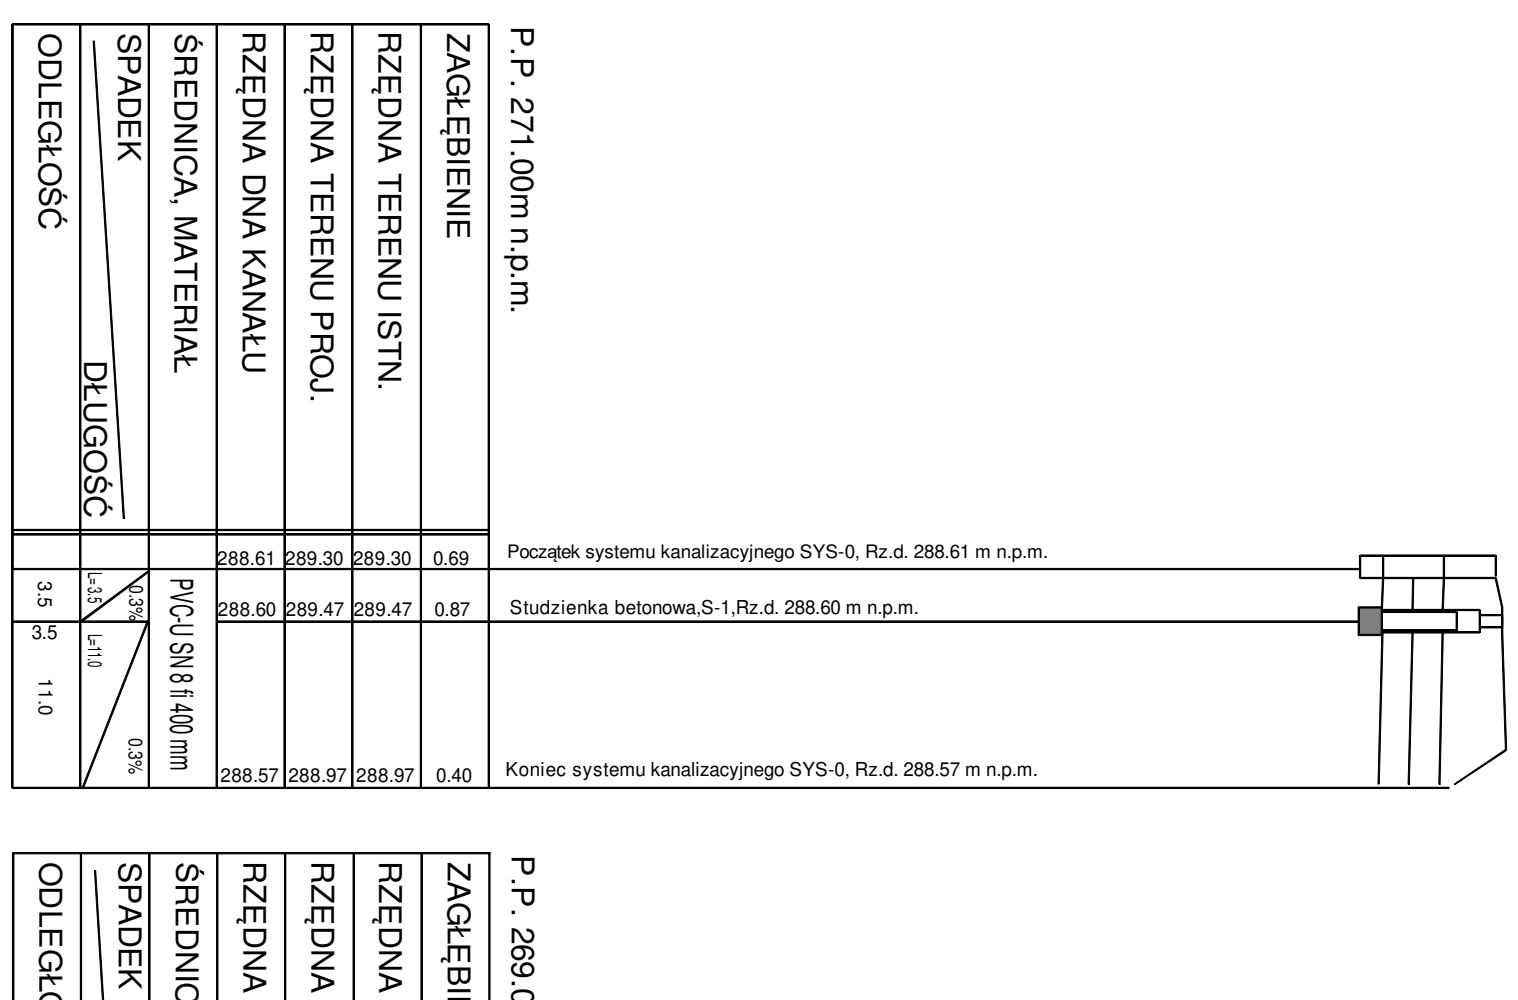 P.P. 271.00m n.p.m.
ZAGŁĘBIENIE
RZĘDNA TERENU ISTN.
RZĘDNA TERENU PROJ.
RZĘDNA DNA KANAŁU
ŚREDNICA, MATERIAŁ
SPADEK
DŁUGOŚĆ
ODLEGŁOŚĆ
288.61 289.30 289.30 0.69 Początek systemu kanalizacyjnego SYS-0, Rz.d. 288.61 m n.p.m.
3.5 L=3.5 0.3%
288.60 289.47 289.47 0.87 Studzienka betonowa,S-1,Rz.d. 288.60 m n.p.m.
PVC-U SN 8 fi 400 mm
3.5
11.0 L=11.0 0.3%
288.57 288.97 288.97 0.40 Koniec systemu kanalizacyjnego SYS-0, Rz.d. 288.57 m n.p.m.
P.P. 269.0
ZAGŁĘBI
RZĘDNA
RZĘDNA
RZĘDNA
ŚREDNIC
SPADEK
ODLEGŁO